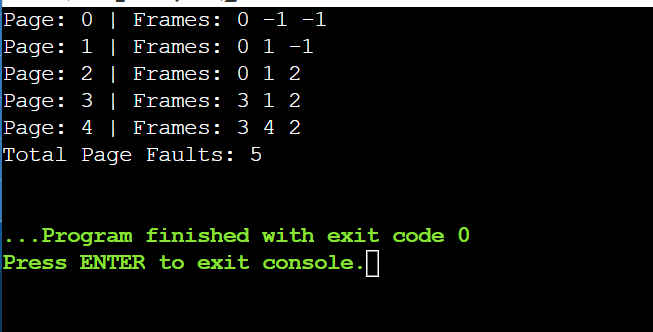 Page: 0 | Frames: 0 -1 -1
Page: 1 | Frames: 0 1 -1
Page: 2 | Frames: 0 1 2
Page: 3 | Frames: 3 1 2
Page: 4 | Frames: 3 4 2
Total Page Faults: 5
...Program finished with exit code 0
Press ENTER to exit console.